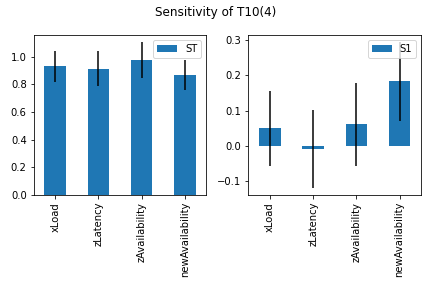 Sensitivity of T10(4)
ST
1.0
0.8
0.6
0.4
0.2
0.0
xLoad
zLatency
zAvailability
newAvailability
S1
0.3
0.2
0.1
0.0
−0.1
xLoad
zLatency
zAvailability
newAvailability